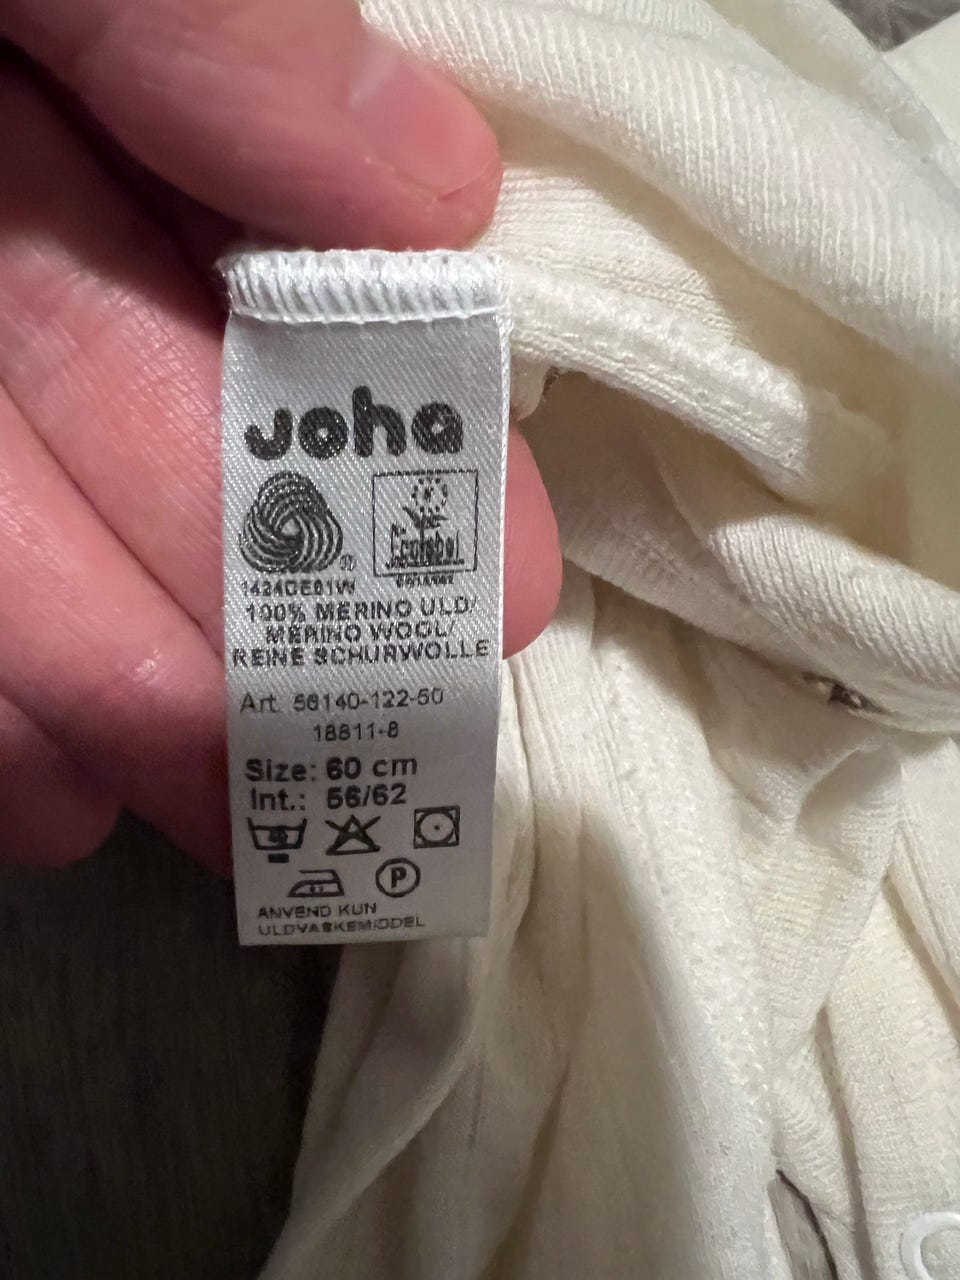 joha
Ecolabel
1424DE81W
100% MERINO ULD/
MERINO WOOL/
REINE SCHURWOLLE
Art. 56140-122-50
18811-8
Size: 60 cm
Int.: 56/62
40
P
ANVEND KUN
ULDVASKEMIDDEL